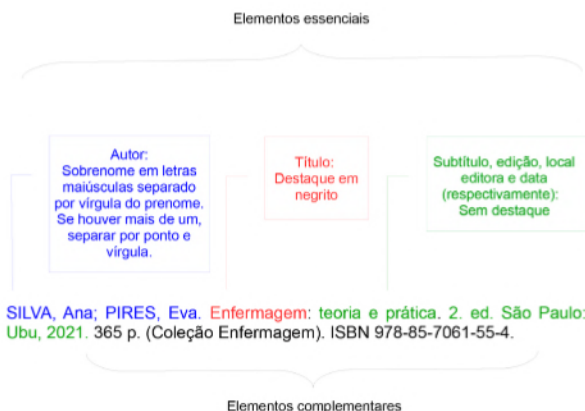 Elementos essenciais
Autor:
Sobrenome em letras
maiúsculas separado
por vírgula do prenome.
Se houver mais de um,
separar por ponto e
vírgula.
Título:
Destaque em
negrito
Subtítulo, edição, local
editora e data
(respectivamente):
Sem destaque
SILVA, Ana; PIRES, Eva. Enfermagem: teoria e prática. 2. ed. São Paulo:
Ubu, 2021. 365 p. (Coleção Enfermagem). ISBN 978-85-7061-55-4.
Elementos complementares